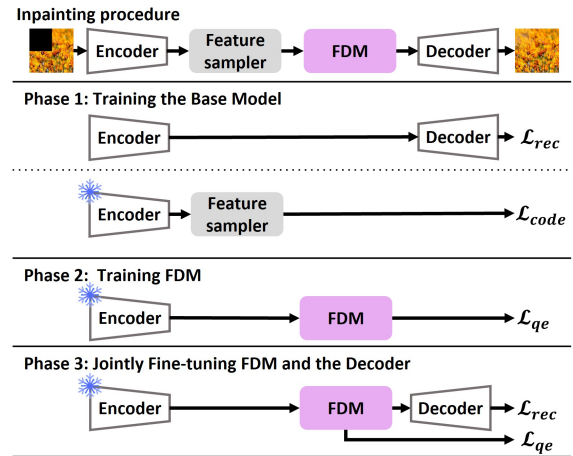 Inpainting procedure
Encoder
Feature
sampler
FDM
Decoder
Phase 1: Training the Base Model
Encoder
Decoder
ℒrec
Encoder
Feature
sampler
ℒcode
Phase 2: Training FDM
Encoder
FDM
ℒqe
Phase 3: Jointly Fine-tuning FDM and the Decoder
Encoder
FDM
Decoder
ℒrec
ℒqe